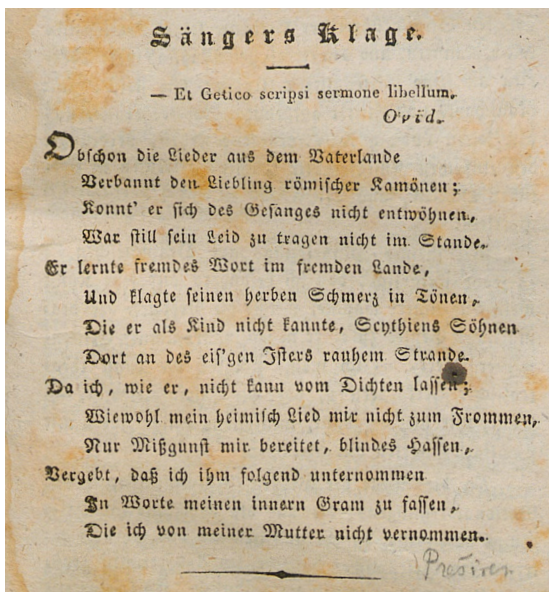 Sängers Klage.
— Et Getico scripsi sermone libellum.
Ovid.
Obschon die Lieder aus dem Vaterlande
Verbannt den Liebling römischer Kamönen;
Konnt' er sich des Gesanges nicht entwöhnen,
War still sein Leid zu tragen nicht im Stande.
Er lernte fremdes Wort im fremden Lande,
Und klagte seinen herben Schmerz in Tönen,
Die er als Kind nicht kannte, Scythiens Söhnen
Dort an des eis'gen Isters rauhem Strande.
Da ich, wie er, nicht kann vom Dichten lassen;
Wiewohl mein heimisch Lied mir nicht zum Frommen,
Nur Mißgunst mir bereitet, blindes Hassen,
Vergebt, daß ich ihm folgend unternommen
In Worte meinen innern Gram zu fassen,
Die ich von meiner Mutter nicht vernommen.
Preširen